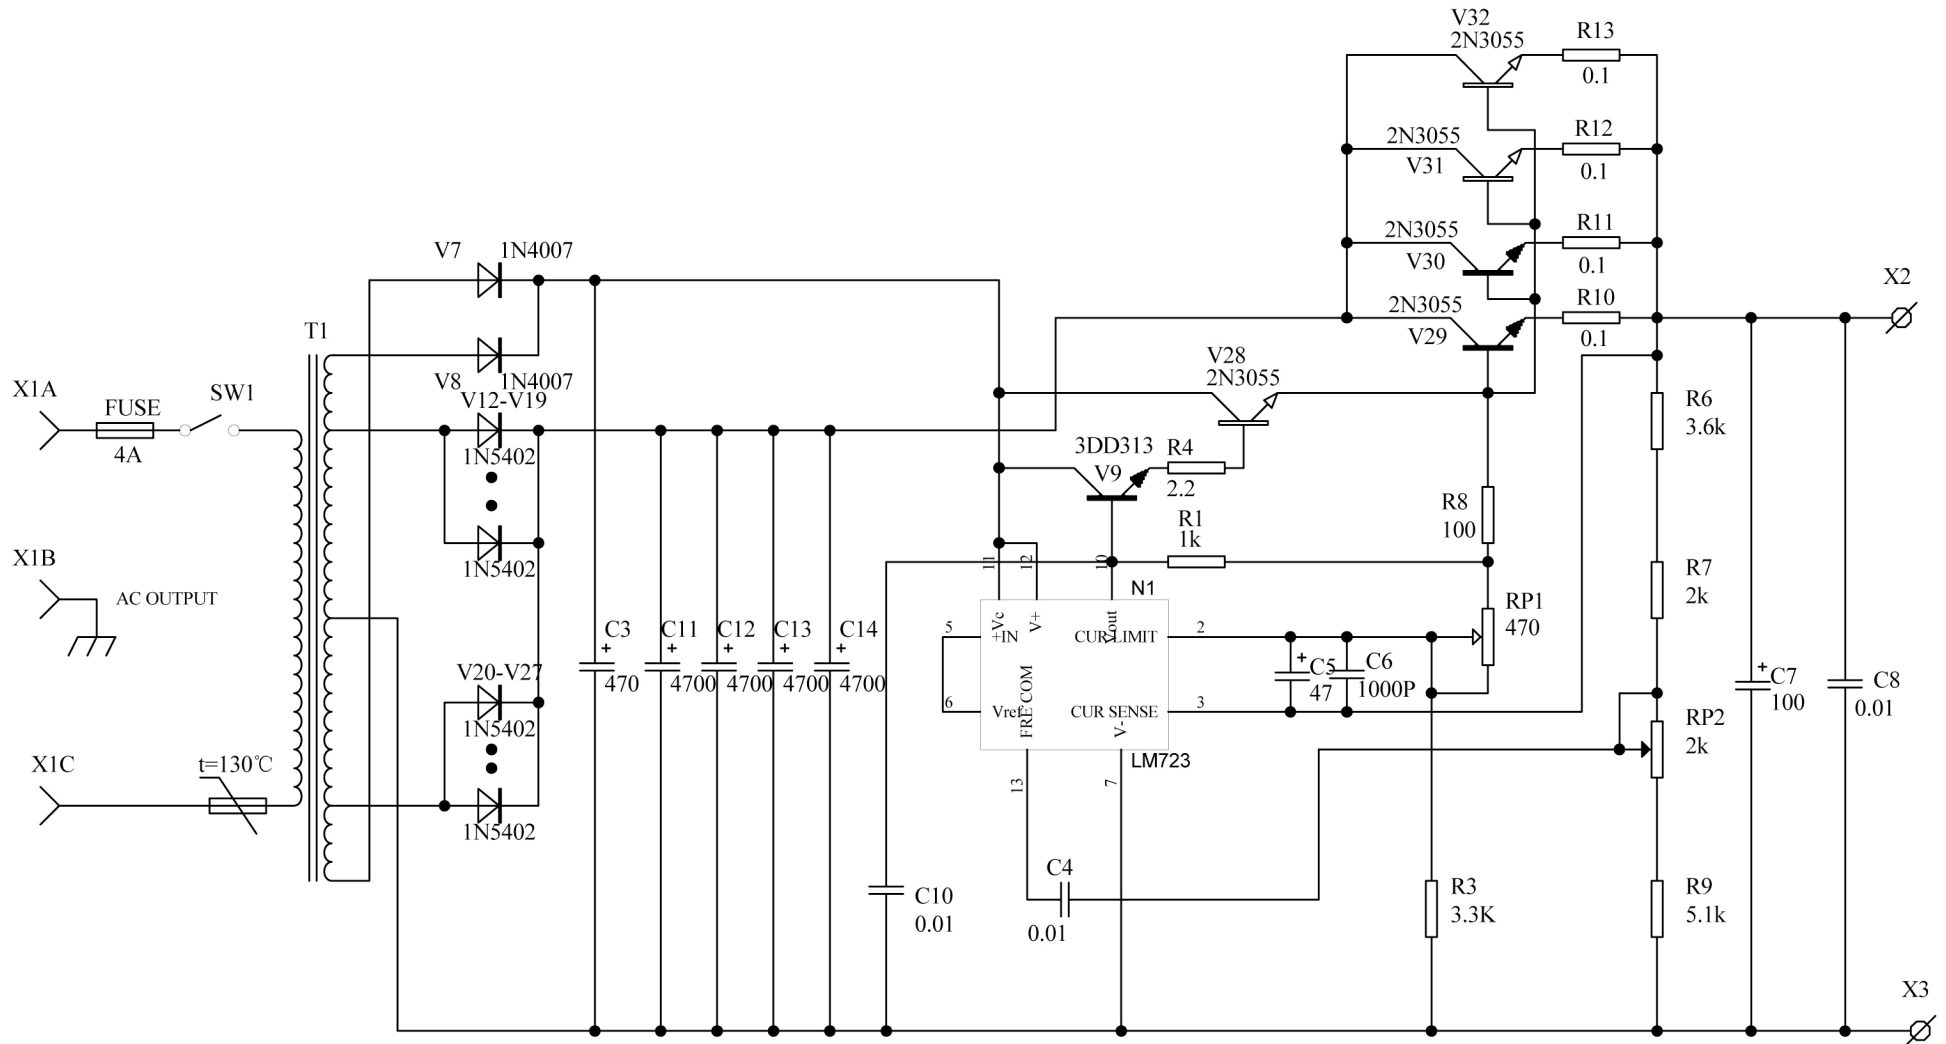 V32
2N3055
R13
0.1
2N3055
V31
R12
0.1
2N3055
V30
R11
0.1
2N3055
V29
R10
0.1
X2
V7
1N4007
V8
1N4007
T1
X1A
FUSE
4A
SW1
V12-V19
1N5402
1N5402
V28
2N3055
3DD313
V9
R4
2.2
R1
1k
R8
100
R6
3.6k
R7
2k
X1B
AC OUTPUT
11
12
10
N1
Vc
V+
Vout
5
+IN
CUR LIMIT
2
6
Vref
CUR SENSE
3
FRE COM
V-
13
7
LM723
RP1
470
C3
+
470
C11
+
4700
C12
+
4700
C13
+
4700
C14
+
4700
+
C5
47
C6
1000P
+
C7
100
C8
0.01
RP2
2k
V20-V27
1N5402
1N5402
X1C
t=130℃
C10
0.01
C4
0.01
R3
3.3K
R9
5.1k
X3